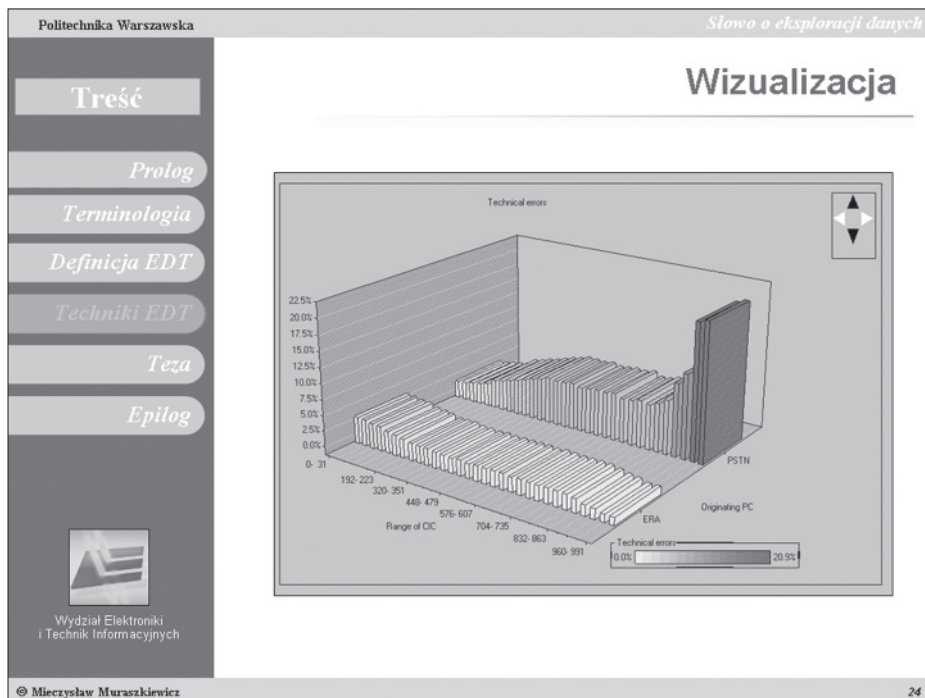 Politechnika Warszawska
Słowo o eksploracji danych
Treść
Prolog
Terminologia
Definicja EDT
Techniki EDT
Teza
Epilog
Wydział Elektroniki
i Technik Informacyjnych
Wizualizacja
Technical errors
22.5%
20.0%
17.5%
15.0%
12.5%
10.0%
7.5%
5.0%
2.5%
0.0%
0- 31
192- 223
320- 351
448- 479
576- 607
704- 735
832- 863
960- 991
Range of CIC
PSTN
ERA
Originating PC
Technical errors
0.0%
20.9%
© Mieczysław Muraszkiewicz
24